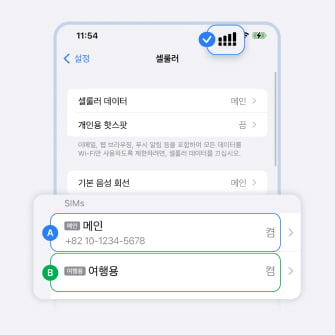 11:54
설정
셀룰러
셀룰러 데이터 메인
개인용 핫스팟 끔
이메일, 웹 브라우징, 푸시 알림 등을 포함하여 모든 데이터를
Wi-Fi만 사용하도록 제한하려면, 셀룰러 데이터를 끄십시오.
기본 음성 회선 메인
SIMs
A
메인 메인 켬
+82 10-1234-5678
B
여행용 여행용 켬